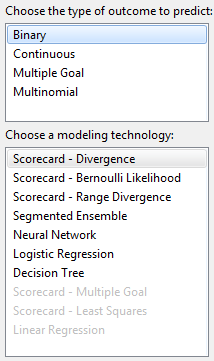 Choose the type of outcome to predict:
Binary
Continuous
Multiple Goal
Multinomial
Choose a modeling technology:
Scorecard - Divergence
Scorecard - Bernoulli Likelihood
Scorecard - Range Divergence
Segmented Ensemble
Neural Network
Logistic Regression
Decision Tree
Scorecard - Multiple Goal
Scorecard - Least Squares
Linear Regression